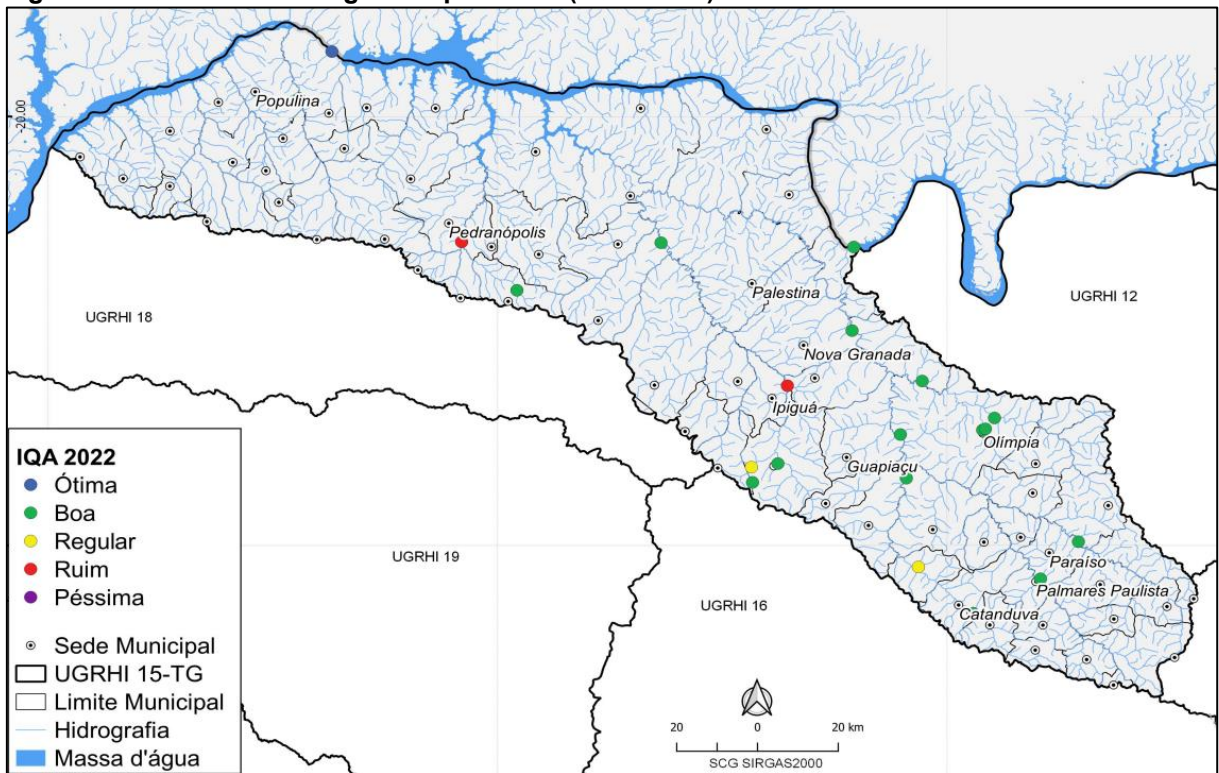 -20.00
Populina
Pedranópolis
Palestina
UGRHI 12
UGRHI 18
Nova Granada
Ipiguá
Olímpia
Guapiaçu
UGRHI 19
Paraíso
UGRHI 16
Palmares Paulista
Catanduva
IQA 2022
Ótima
Boa
Regular
Ruim
Péssima
Sede Municipal
UGRHI 15-TG
Limite Municipal
Hidrografia
Massa d'água
20 0 20 km
SCG SIRGAS2000